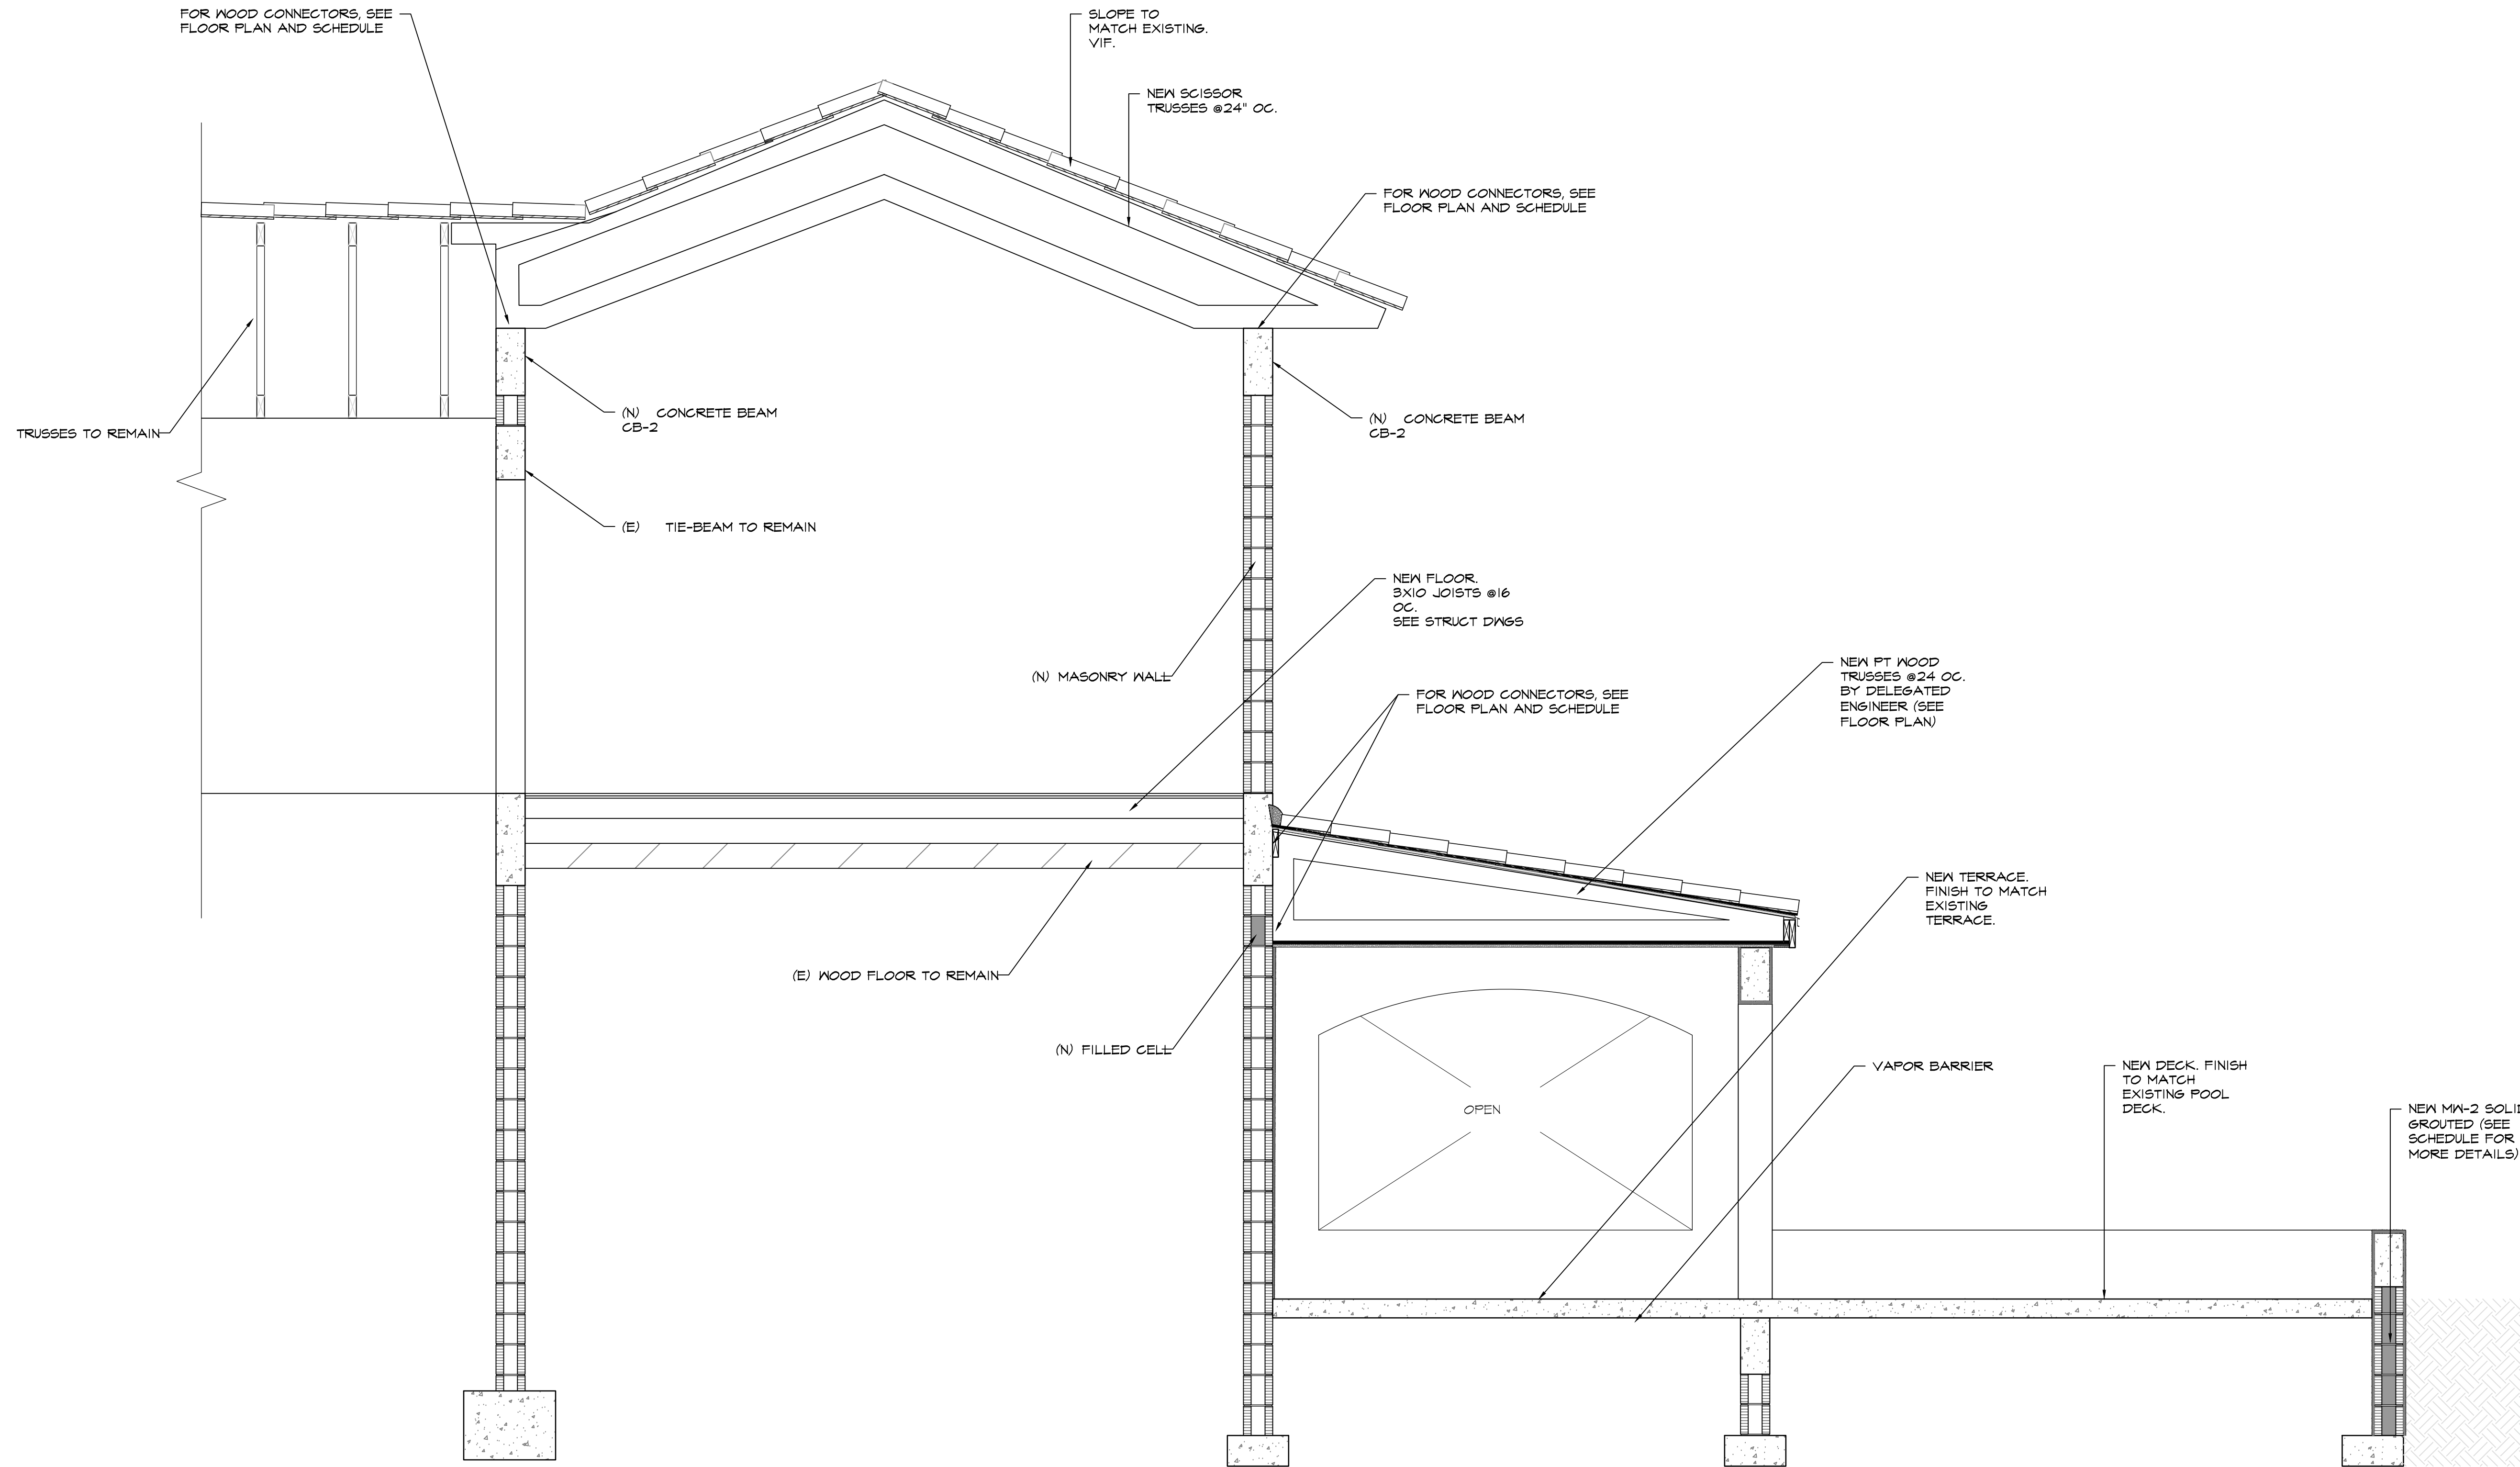 FOR WOOD CONNECTORS, SEE
FLOOR PLAN AND SCHEDULE
SLOPE TO
MATCH EXISTING.
VIF.
NEW SCISSOR
TRUSSES @24" OC.
FOR WOOD CONNECTORS, SEE
FLOOR PLAN AND SCHEDULE
TRUSSES TO REMAIN
(N) CONCRETE BEAM
CB-2
(N) CONCRETE BEAM
CB-2
(E) TIE-BEAM TO REMAIN
NEW FLOOR.
3X10 JOISTS @16
OC.
SEE STRUCT DWGS
(N) MASONRY WALL
FOR WOOD CONNECTORS, SEE
FLOOR PLAN AND SCHEDULE
NEW PT WOOD
TRUSSES @24 OC.
BY DELEGATED
ENGINEER (SEE
FLOOR PLAN)
NEW TERRACE.
FINISH TO MATCH
EXISTING
TERRACE.
(E) WOOD FLOOR TO REMAIN
(N) FILLED CELL
VAPOR BARRIER
OPEN
NEW DECK. FINISH
TO MATCH
EXISTING POOL
DECK.
NEW MW-2 SOLID
GROUTED (SEE
SCHEDULE FOR
MORE DETAILS)